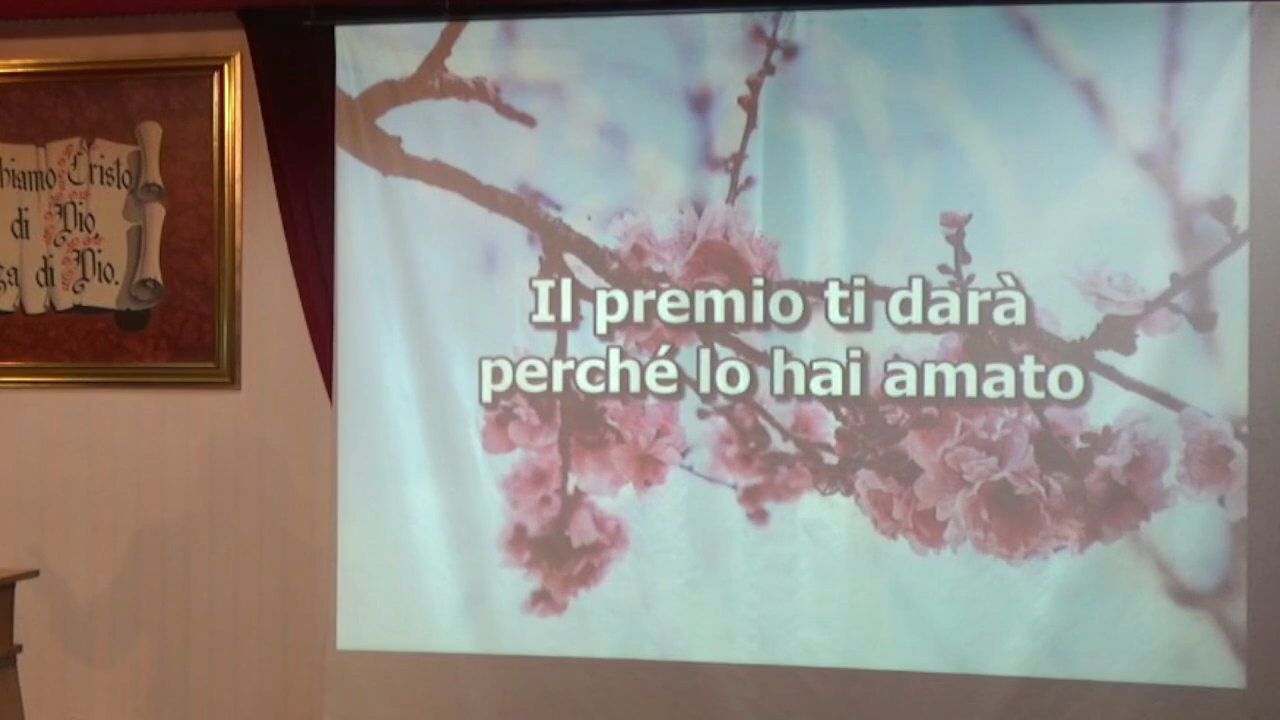 Cristo
di Dio,
di Dio.
Il premio ti darà
perché lo hai amato